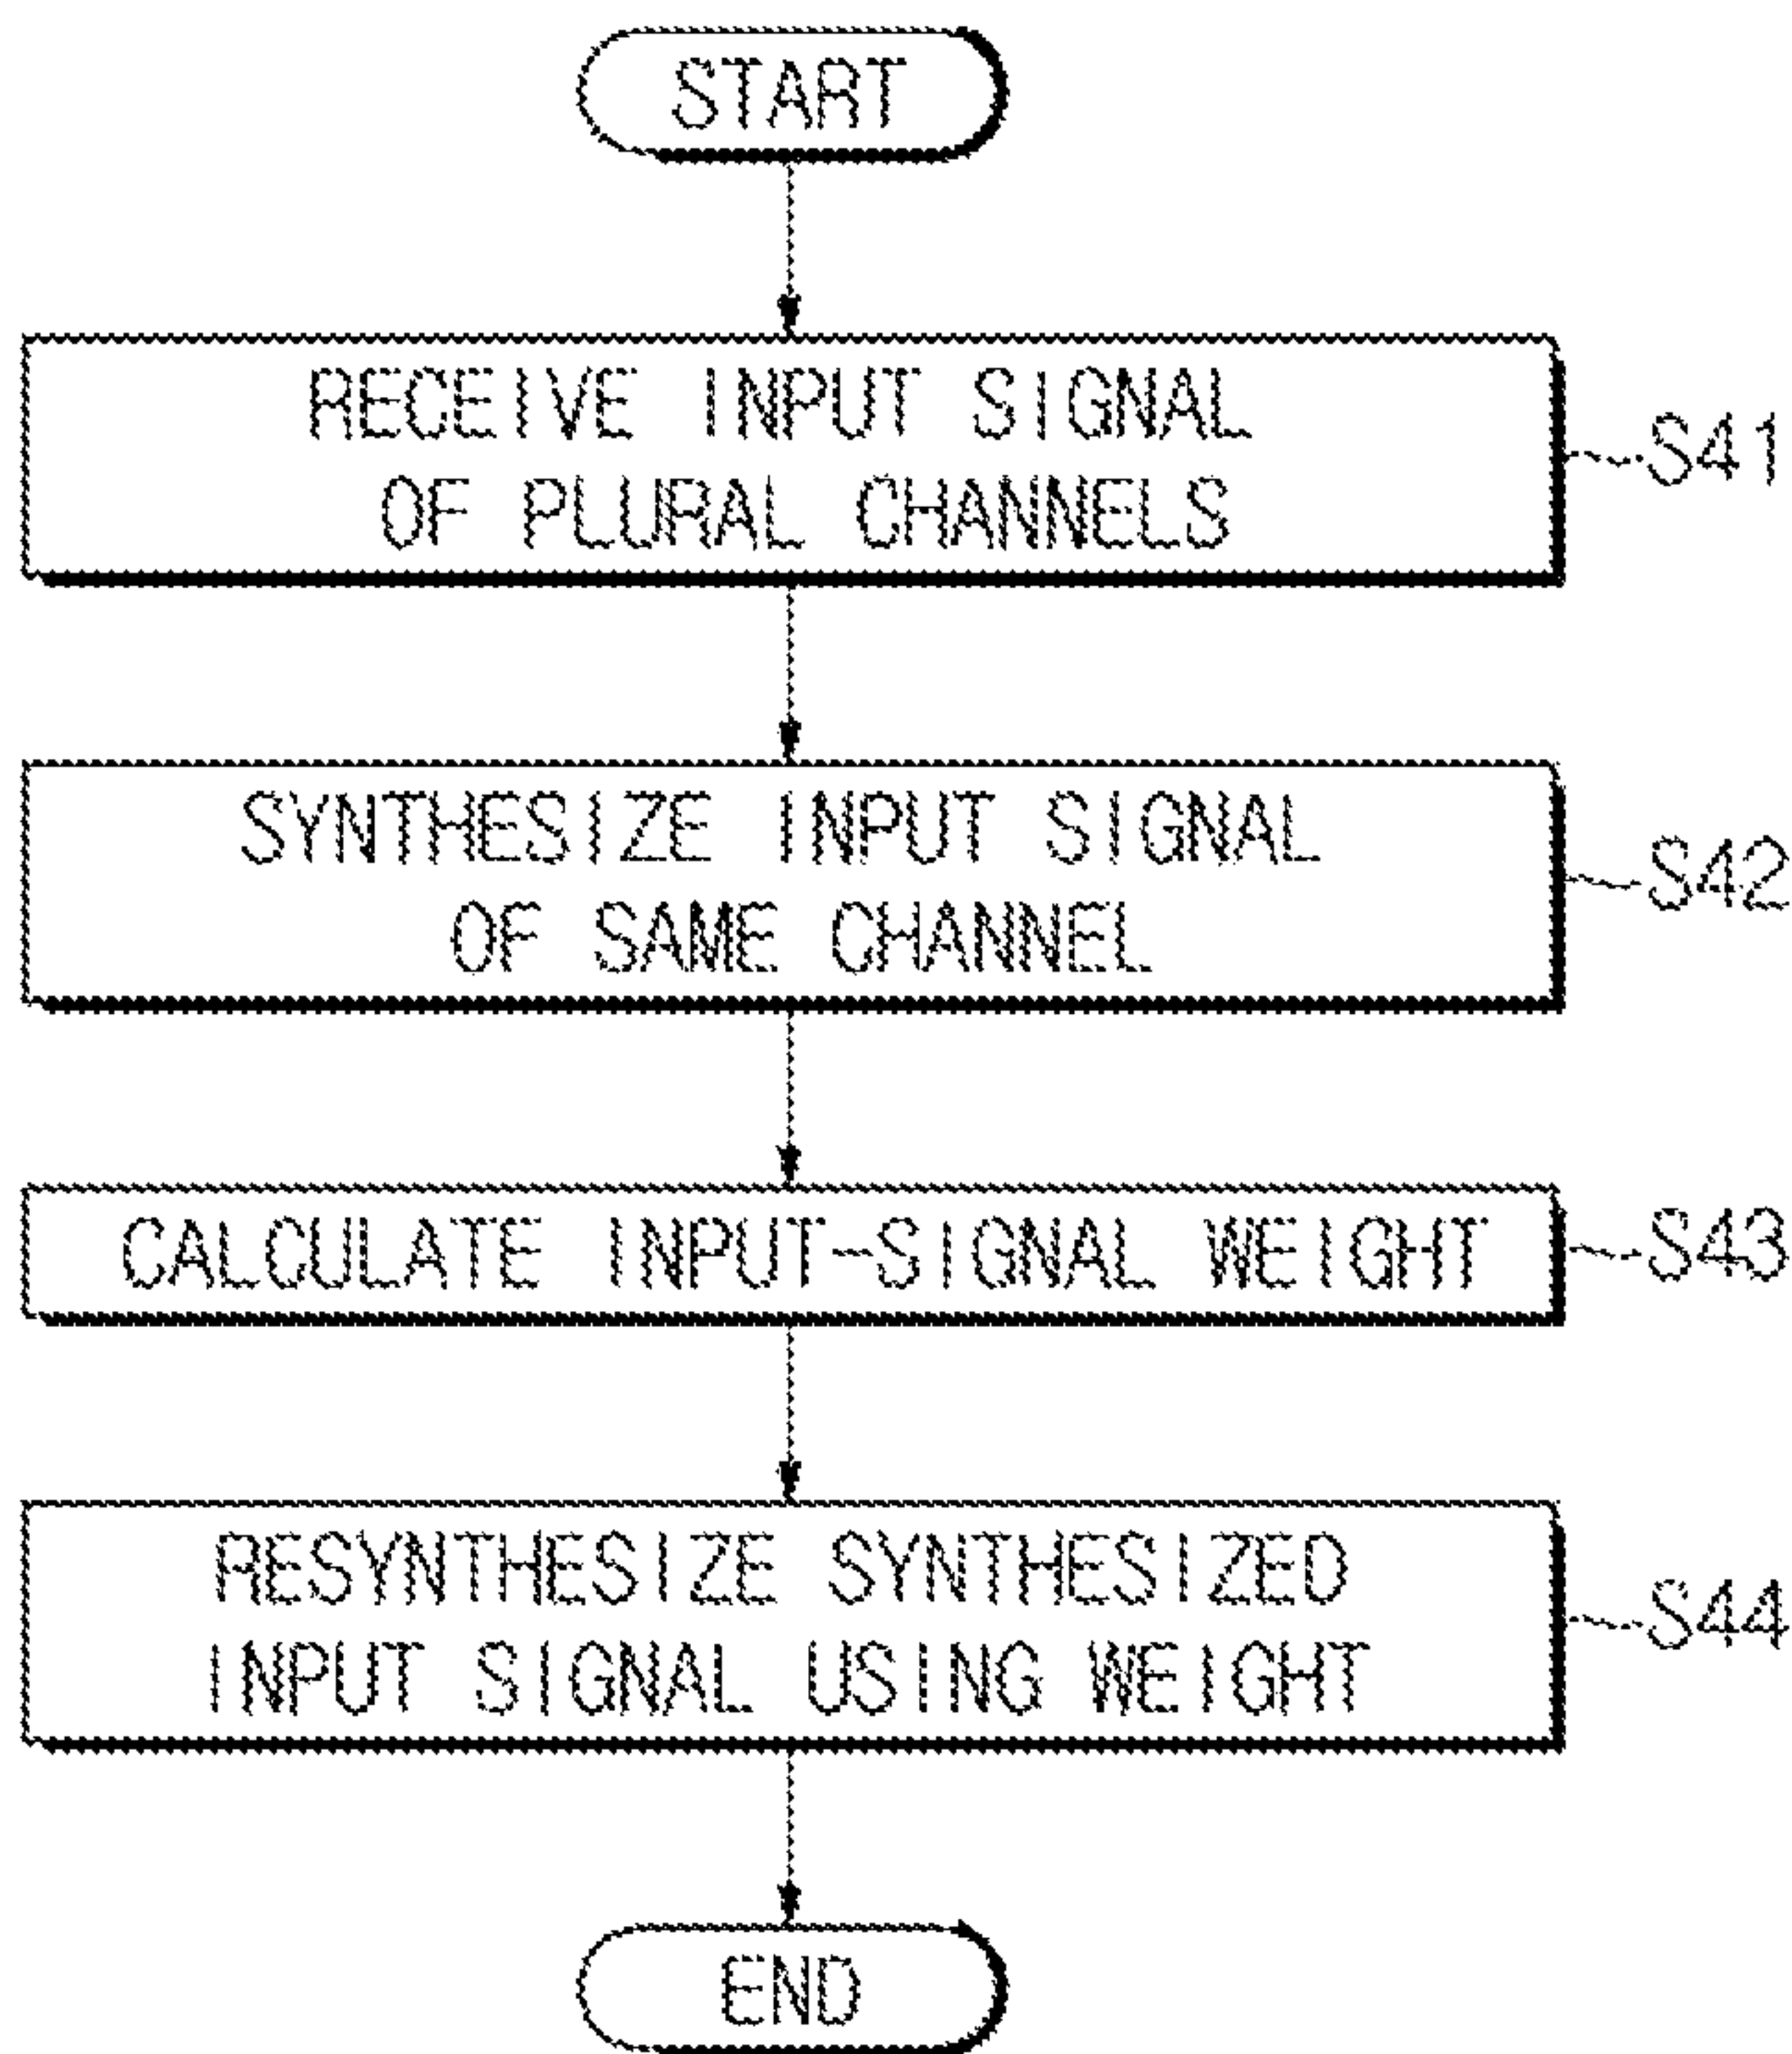 START
RECEIVE INPUT SIGNAL
OF PLURAL CHANNELS
S41
SYNTHESIZE INPUT SIGNAL
OF SAME CHANNEL
S42
CALCULATE INPUT-SIGNAL WEIGHT
S43
RESYNTHESIZE SYNTHESIZED
INPUT SIGNAL USING WEIGHT
S44
END